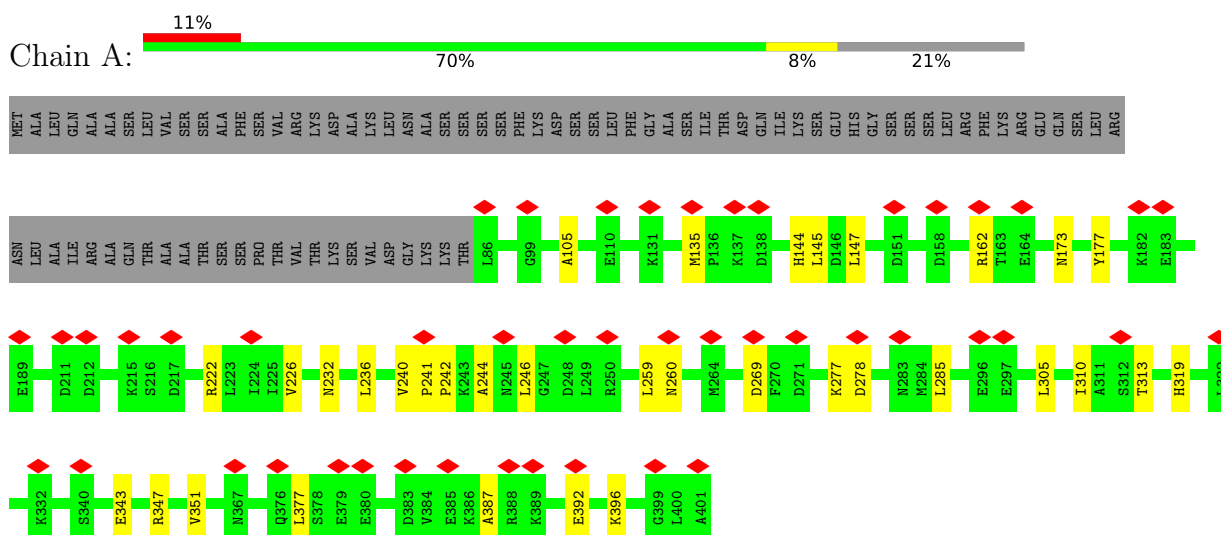 11%
Chain A:
70% 8% 21%
MET ALA LEU GLN ALA ALA SER LEU VAL SER SER ALA PHE SER VAL ARG LYS ASP ALA LYS LEU ASN ALA SER SER SER SER PHE LYS ASP SER SER LEU PHE GLY ALA SER ILE THR ASP GLN ILE LYS SER GLU HIS GLY SER SER SER LEU ARG PHE LYS ARG GLU GLN SER LEU ARG
ASN LEU ALA ILE ARG ALA GLN THR ALA ALA THR SER SER PRO THR VAL THR LYS SER VAL ASP GLY LYS LYS THR L86 G99 A105 E110 K131 M135 P136 K137 D138 H144 L145 D146 L147 D151 D158 R162 T163 E164 N173 Y177 K182 E183
E189 D211 D212 K215 S216 D217 R222 L223 I224 I225 V226 N232 L236 V240 P241 P242 K243 A244 N245 L246 G247 D248 L249 R250 L259 N260 M264 D269 F270 D271 K277 D278 N283 M284 L285 E296 E297 L305 I310 A311 S312 T313 H319
K332 S340 E343 R347 V351 N367 Q376 L377 S378 E379 E380 D383 V384 E385 K386 A387 R388 K389 E392 K396 G399 L400 A401